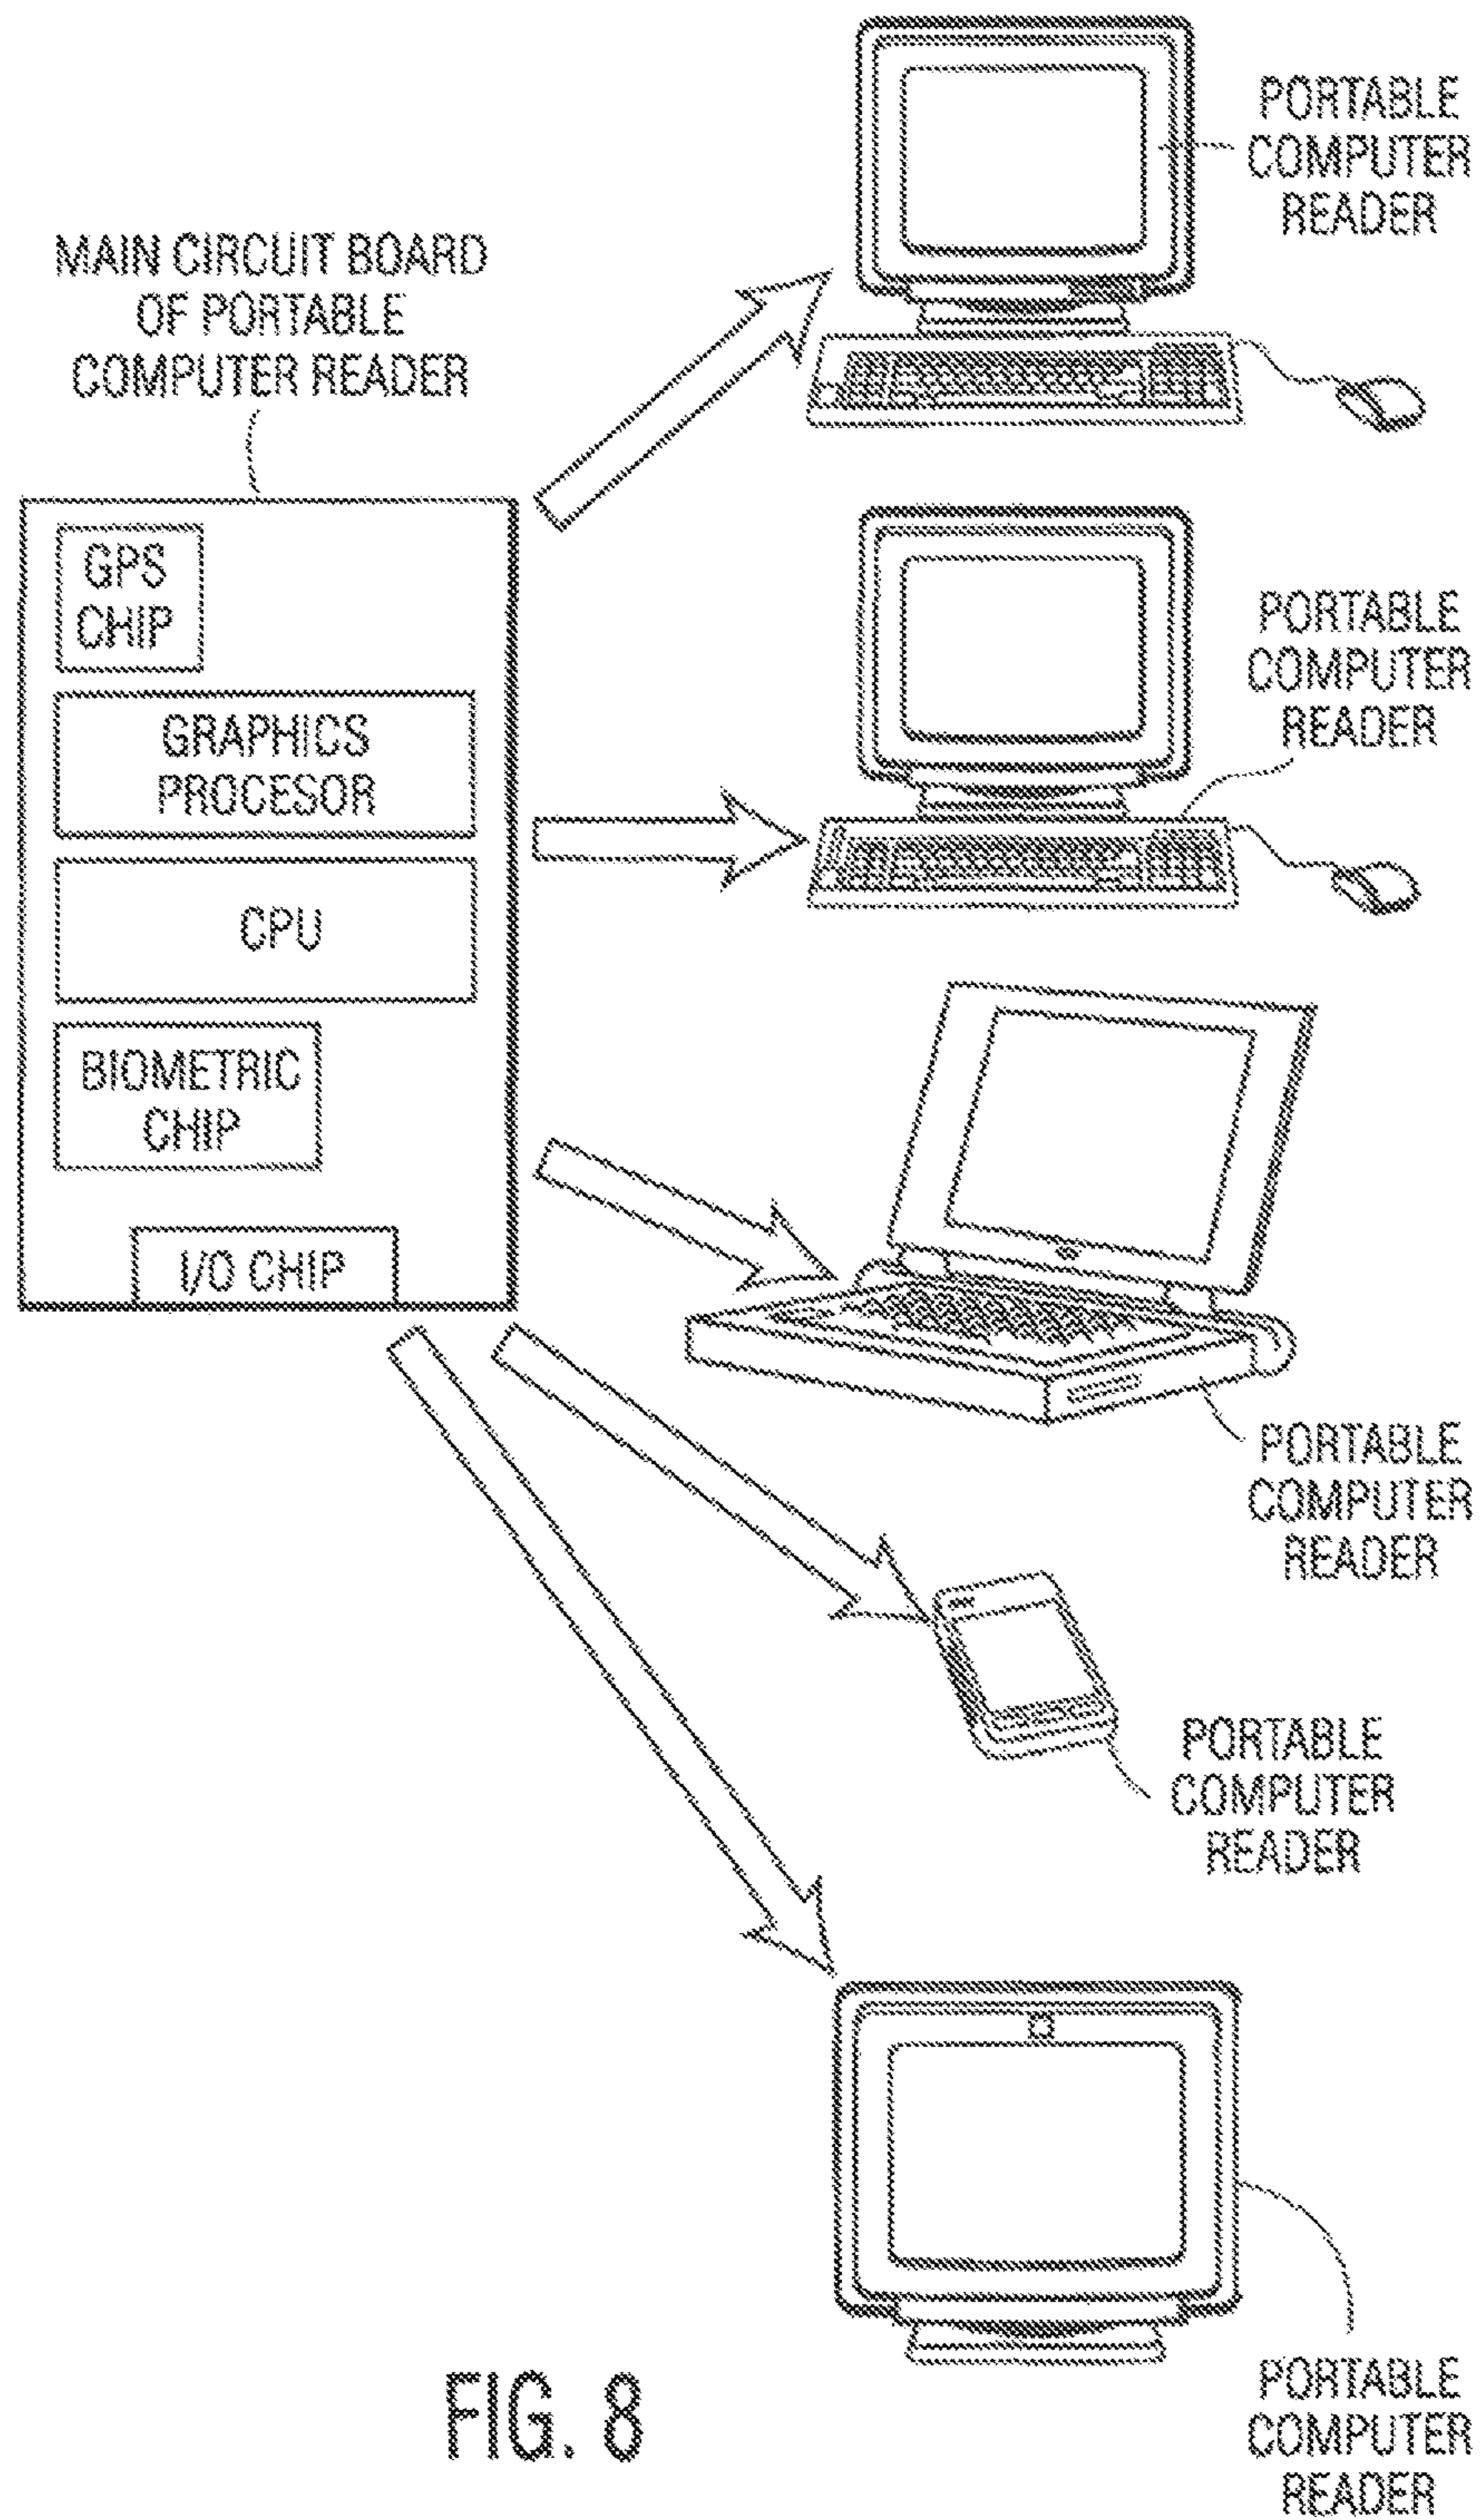 PORTABLE
COMPUTER
READER
MAIN CIRCUIT BOARD
OF PORTABLE
COMPUTER READER
GPS
CHIP
GRAPHICS
PROCESOR
CPU
BIOMETRIC
CHIP
I/O CHIP
PORTABLE
COMPUTER
READER
PORTABLE
COMPUTER
READER
PORTABLE
COMPUTER
READER
PORTABLE
COMPUTER
READER
FIG. 8